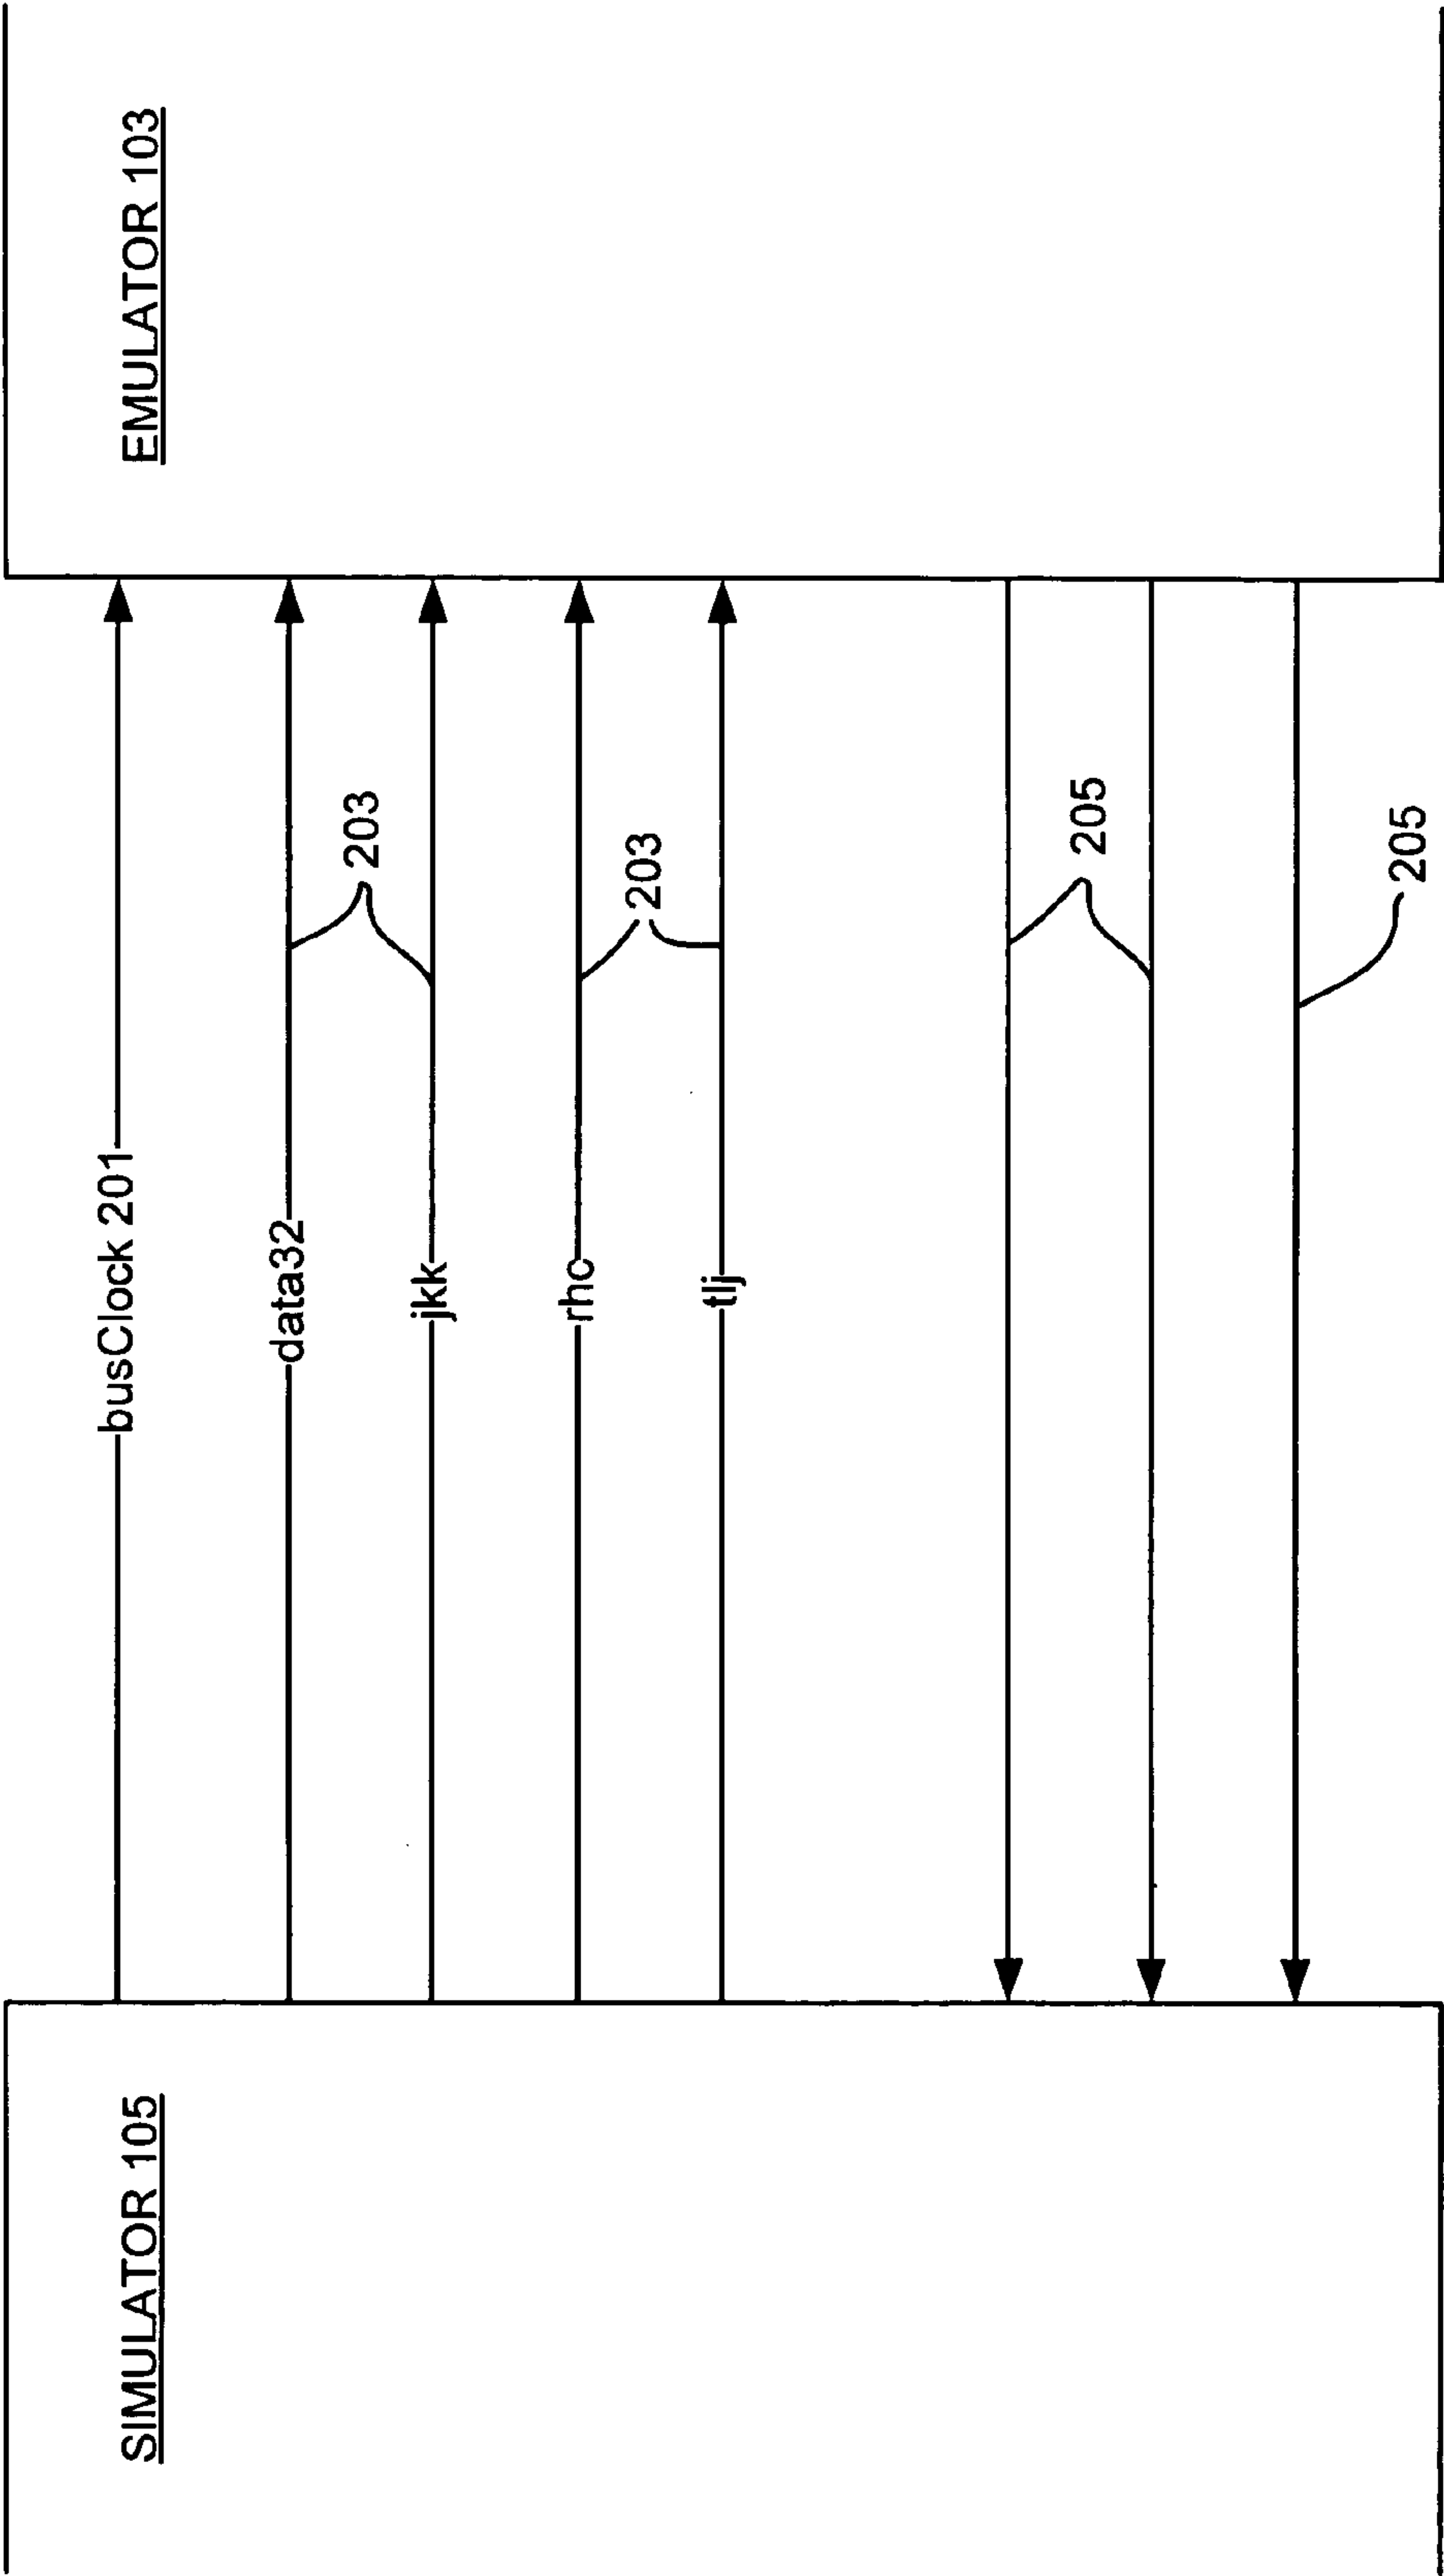 SIMULATOR 105
EMULATOR 103
busClock 201
data32
203
jkk
rhc
203
tlj
205
205